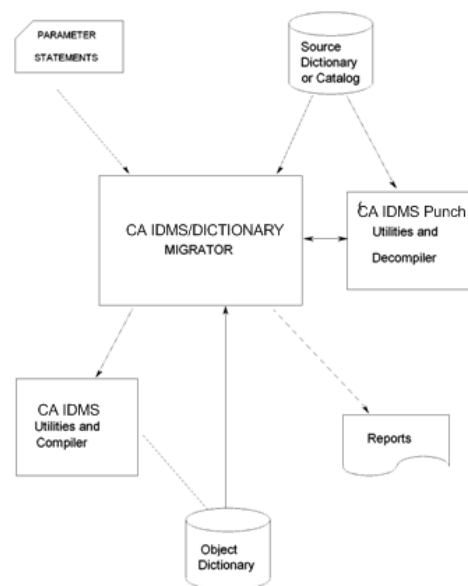 PARAMETER
STATEMENTS
Source
Dictionary
or Catalog
CA IDMS/DICTIONARY
MIGRATOR
CA IDMS Punch
Utilities and
Decompiler
CA IDMS
Utilities and
Compiler
Reports
Object
Dictionary